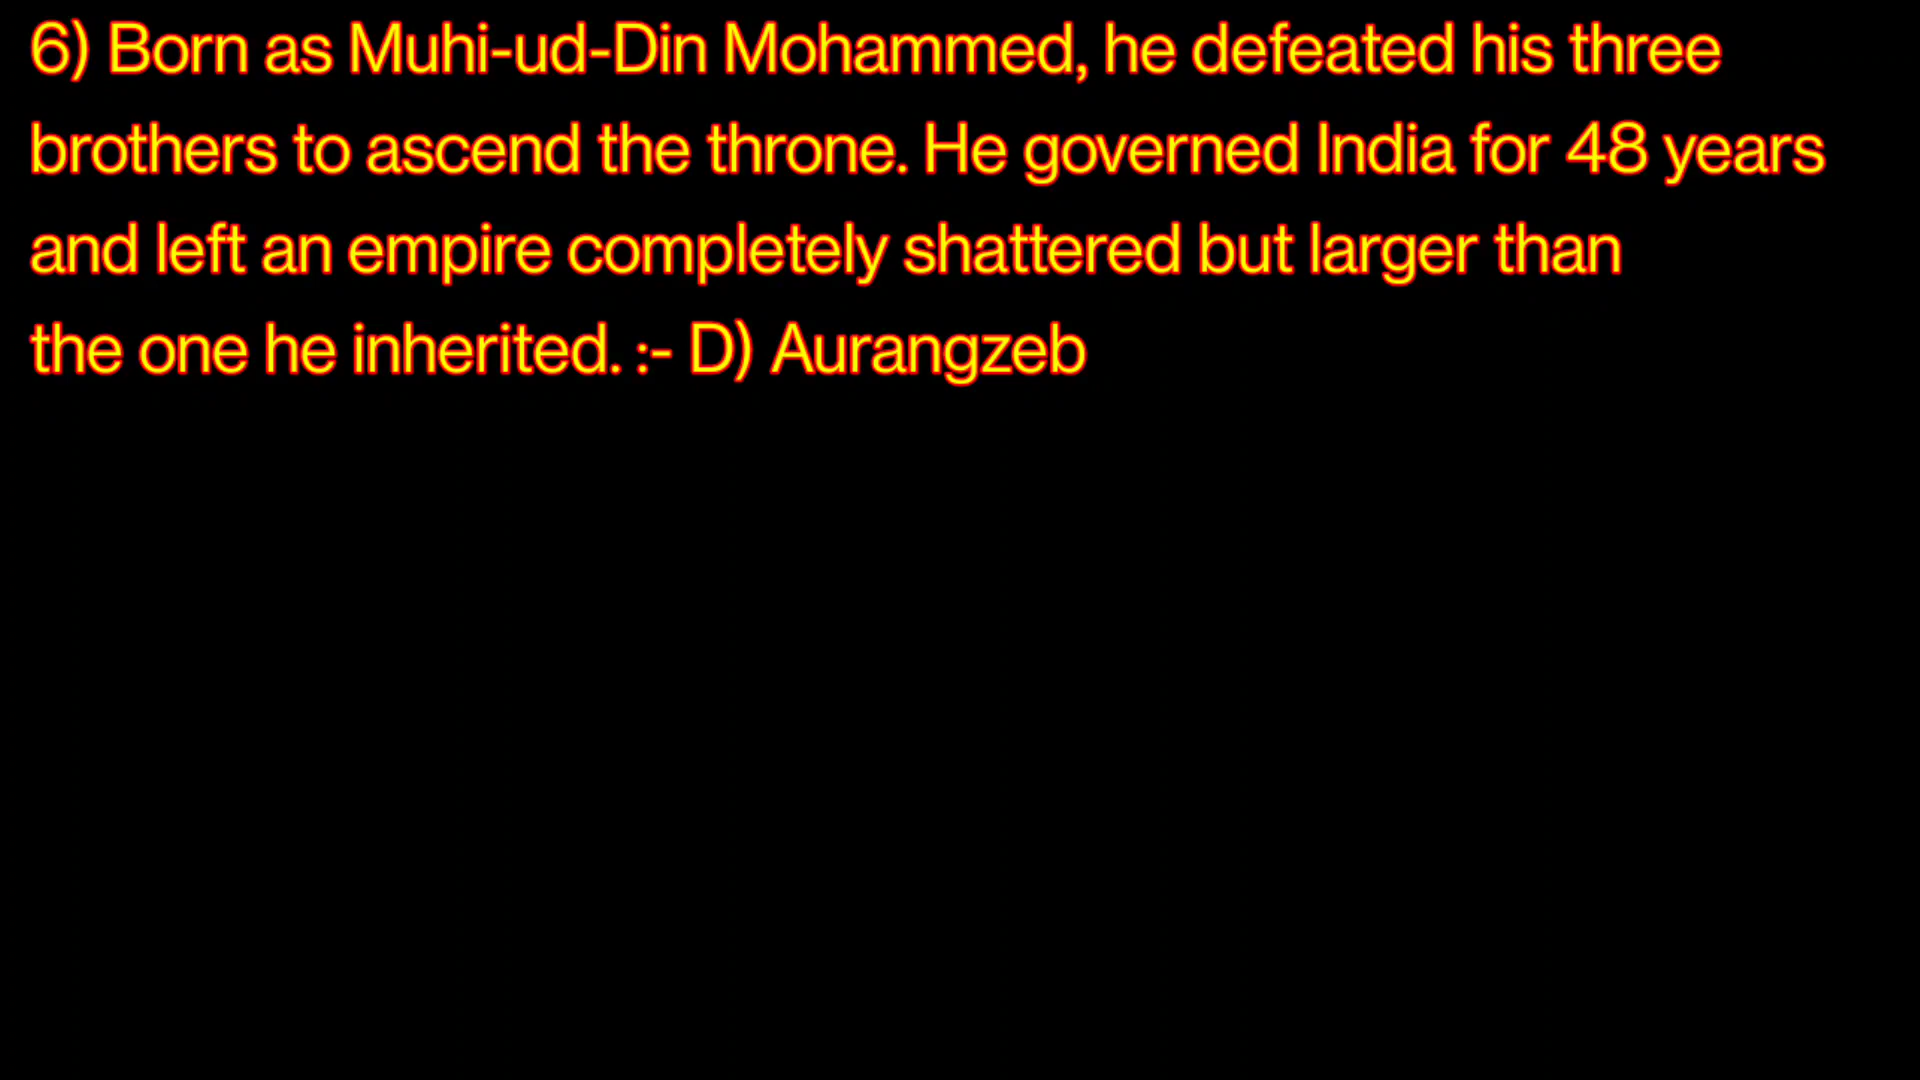 6) Born as Muhi-ud-Din Mohammed, he defeated his three
brothers to ascend the throne. He governed India for 48 years
and left an empire completely shattered but larger than
the one he inherited. :- D) Aurangzeb